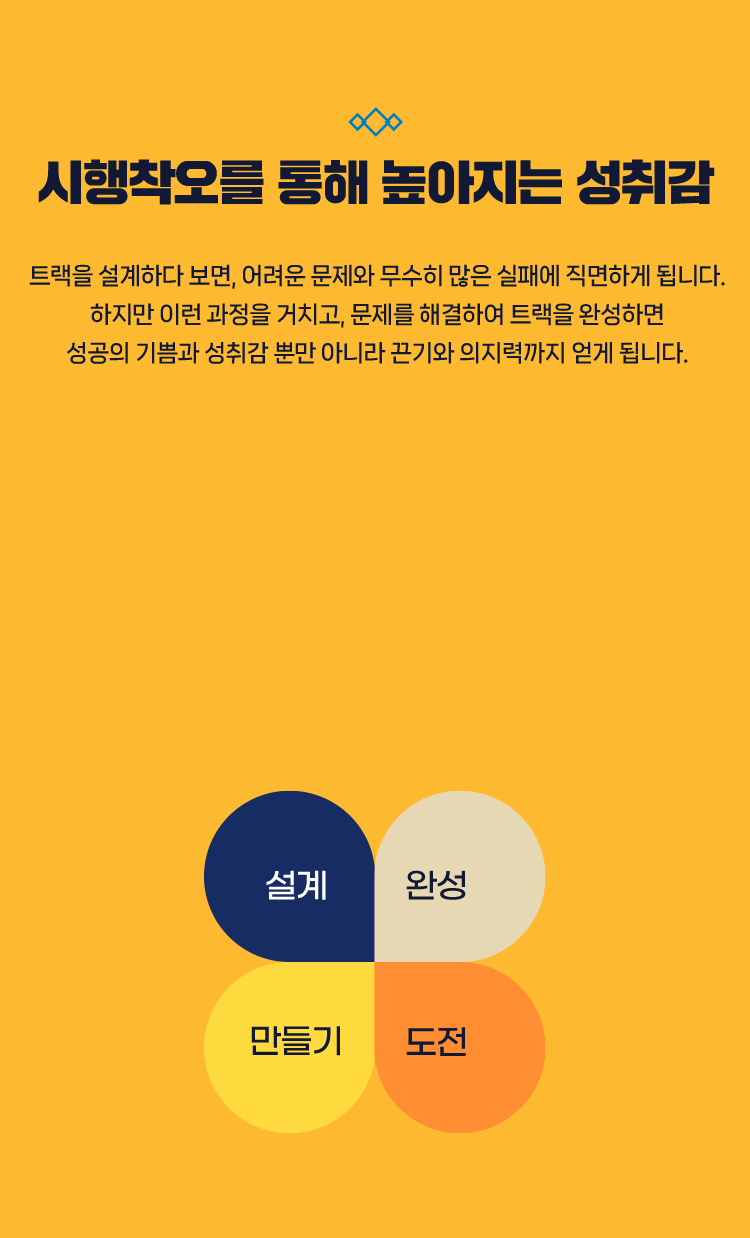 시행착오를 통해 높아지는 성취감
트랙을 설계하다 보면, 어려운 문제와 무수히 많은 실패에 직면하게 됩니다.
하지만 이런 과정을 거치고, 문제를 해결하여 트랙을 완성하면
성공의 기쁨과 성취감 뿐만 아니라 끈기와 의지력까지 얻게 됩니다.
설계
완성
만들기
도전